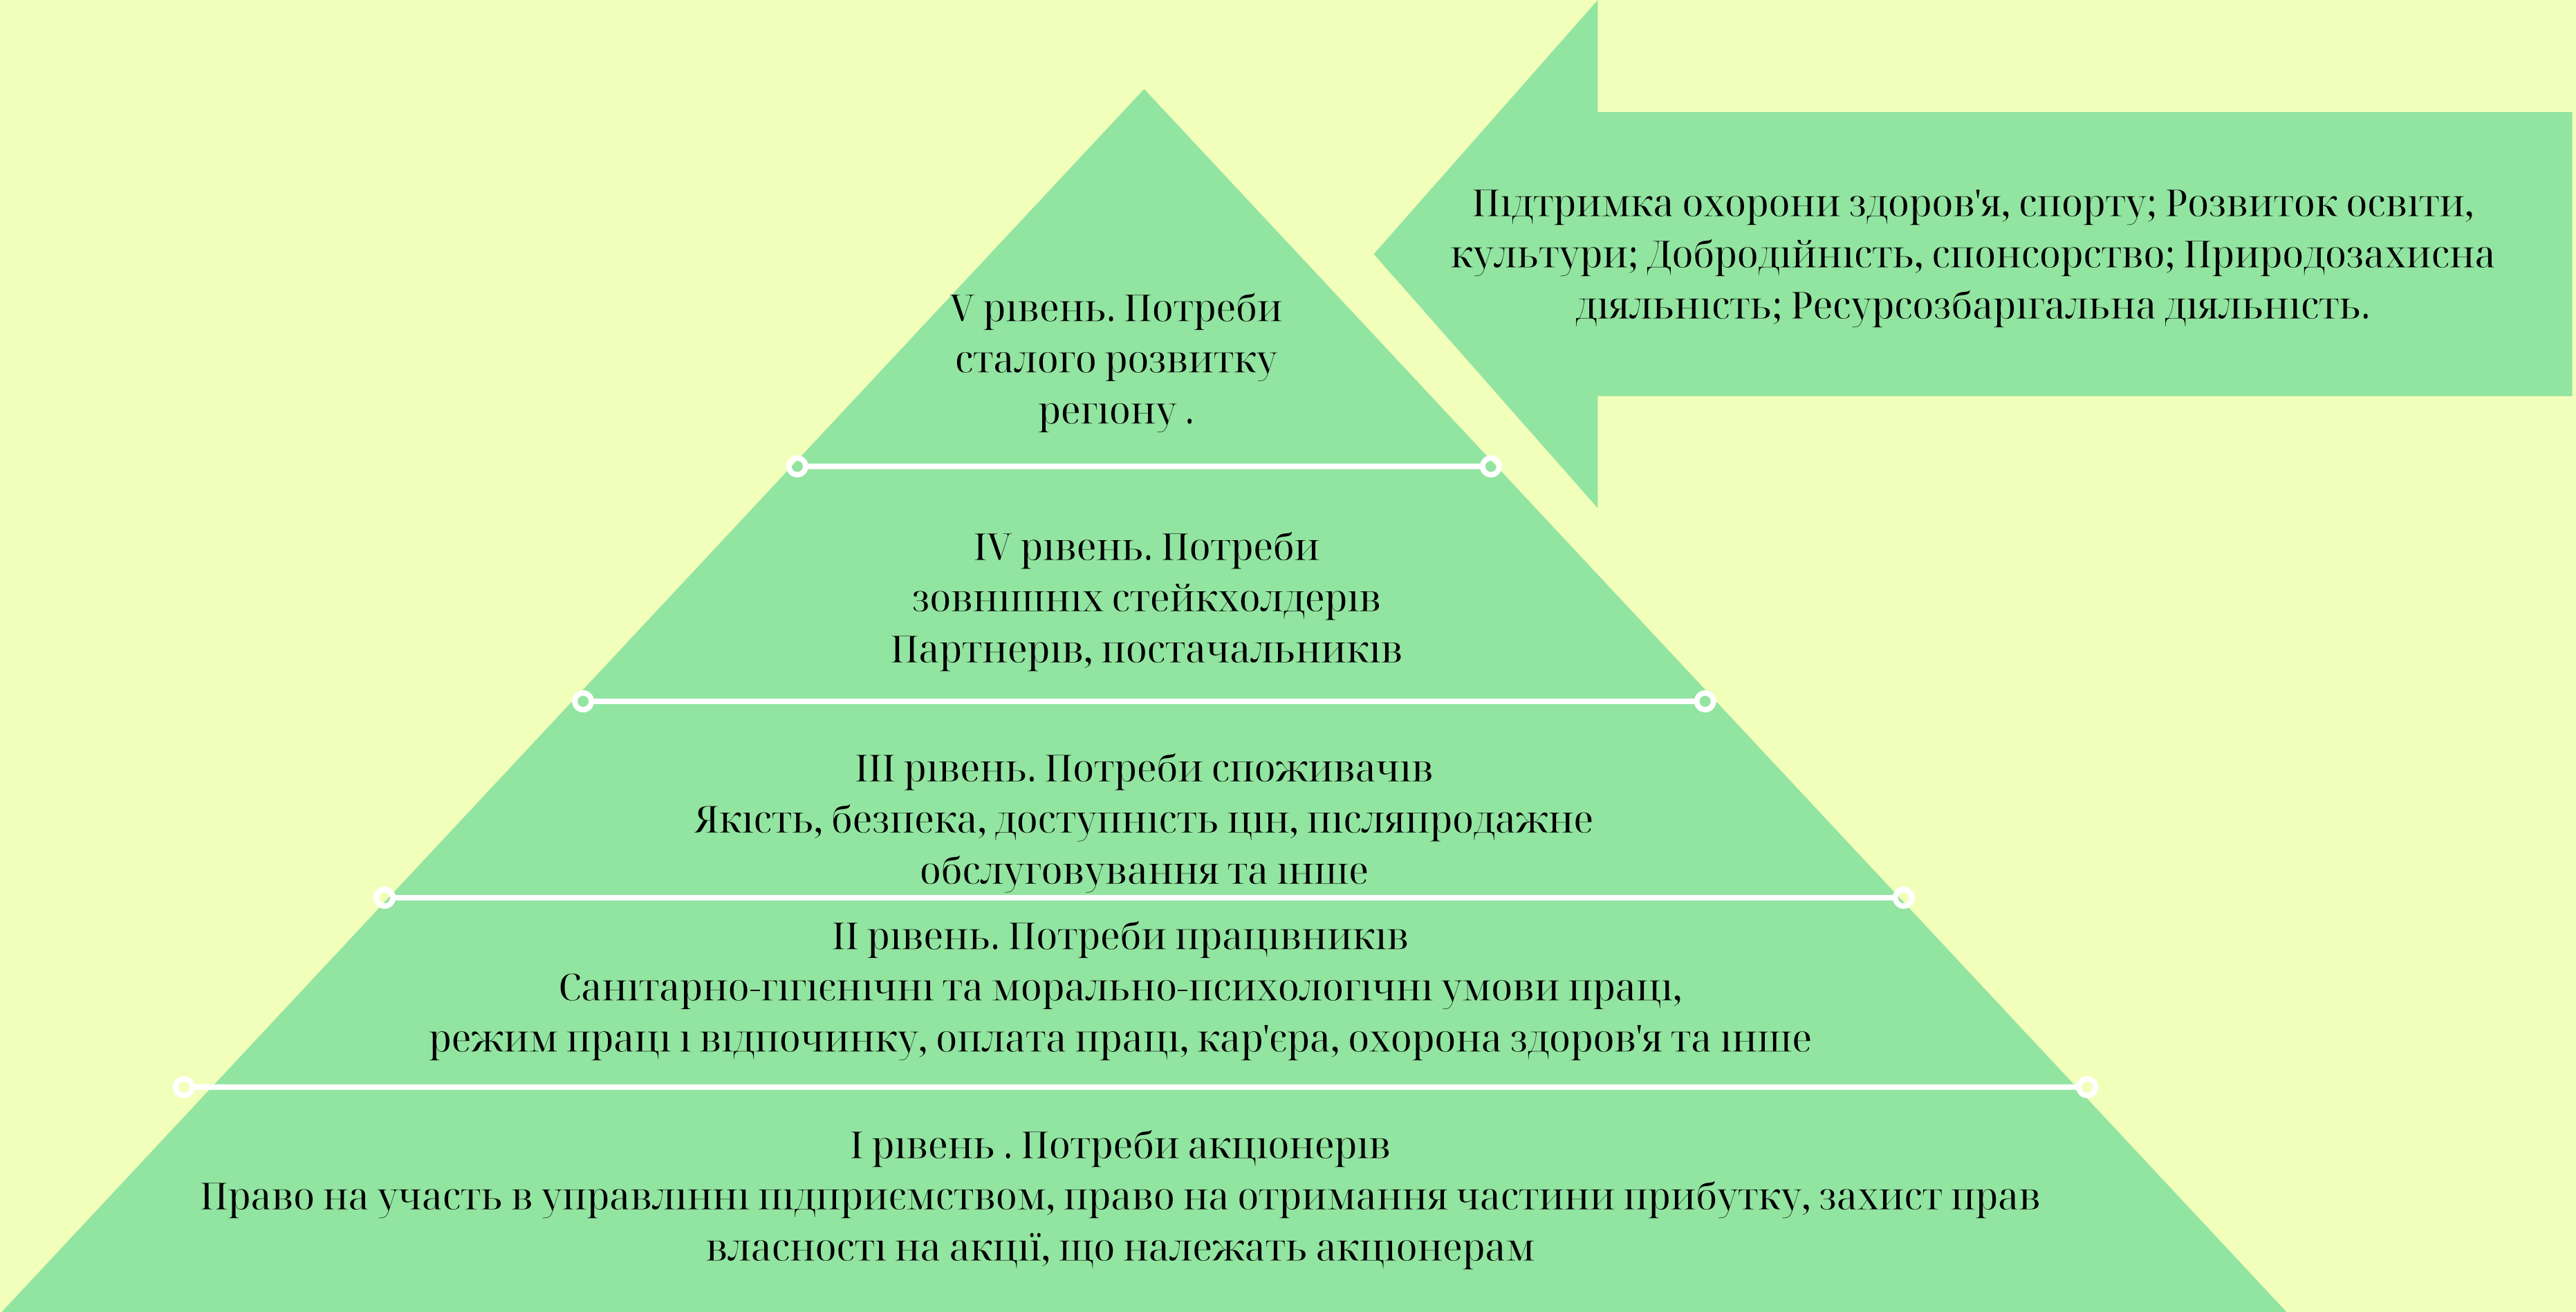 Підтримка охорони здоров'я, спорту; Розвиток освіти,
культури; Добродійність, спонсорство; Природозахисна
діяльність; Ресурсозбарігальна діяльність.
V рівень. Потреби
сталого розвитку
регіону .
IV рівень. Потреби
зовнішніх стейкхолдерів
Партнерів, постачальників
III рівень. Потреби споживачів
Якість, безпека, доступність цін, післяпродажне
обслуговування та інше
II рівень. Потреби працівників
Санітарно-гігієнічні та морально-психологічні умови праці,
режим праці і відпочинку, оплата праці, кар'єра, охорона здоров'я та інше
I рівень . Потреби акціонерів
Право на участь в управлінні підприємством, право на отримання частини прибутку, захист прав
власності на акції, що належать акціонерам